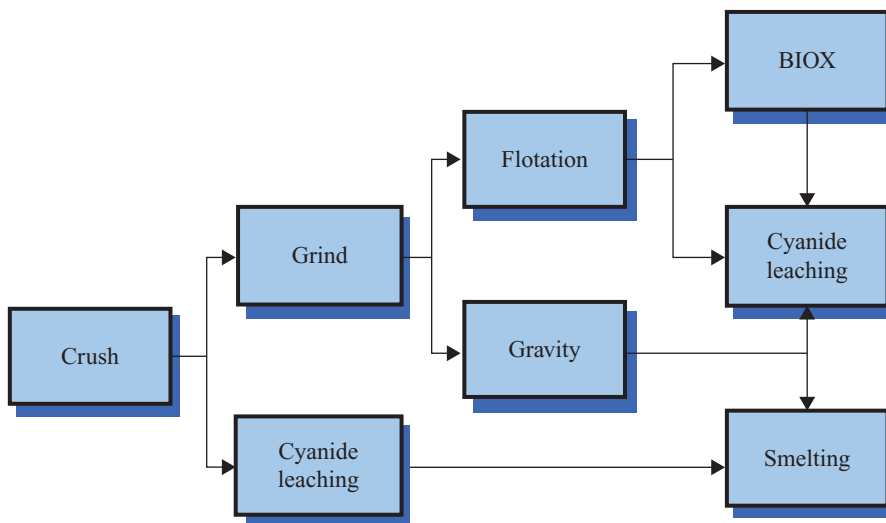 BIOX
Flotation
Grind
Cyanide
leaching
Crush
Gravity
Cyanide
leaching
Smelting